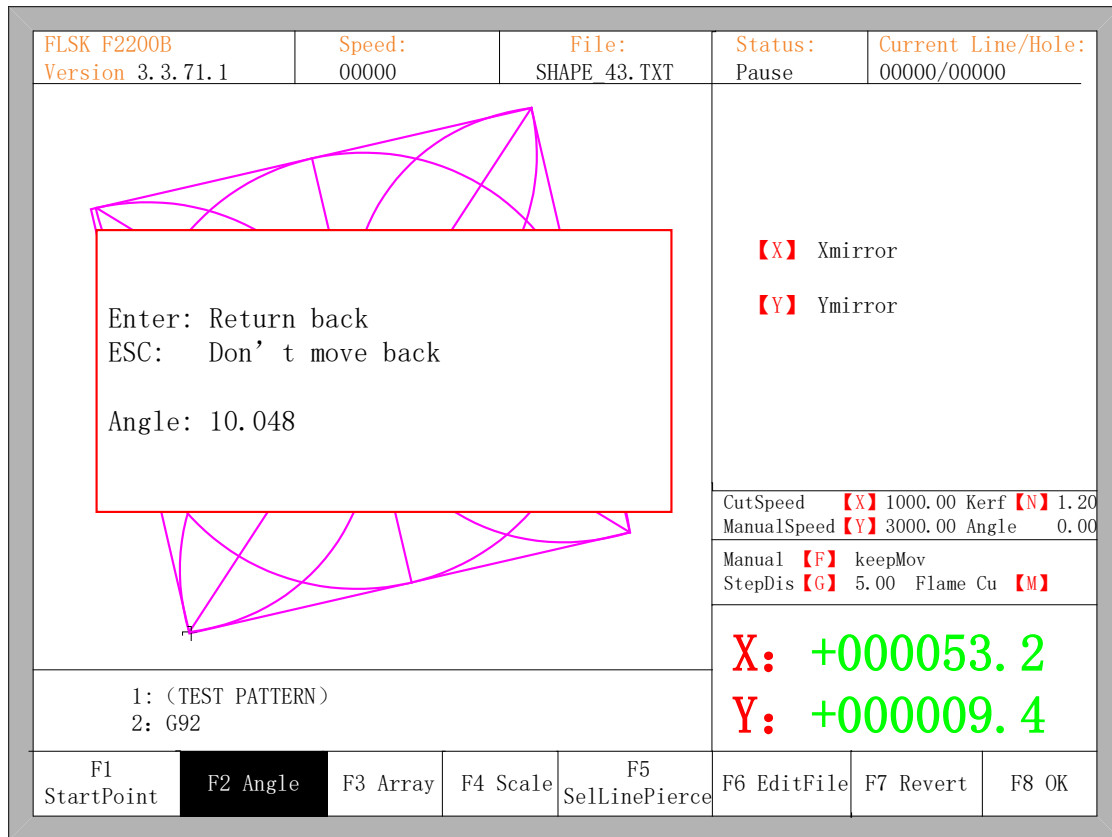 FLSK F2200B
Version 3.3.71.1
Speed:
00000
File:
SHAPE_43.TXT
Status:
Pause
Current Line/Hole:
00000/00000
Enter: Return back
ESC: Don’t move back
Angle: 10.048
【X】 Xmirror
【Y】 Ymirror
CutSpeed 【X】 1000.00 Kerf 【N】 1.20
ManualSpeed 【Y】 3000.00 Angle 0.00
Manual 【F】 keepMov
StepDis 【G】 5.00 Flame Cu 【M】
X: +000053.2
Y: +000009.4
1: (TEST PATTERN)
2: G92
F1
StartPoint
F2 Angle
F3 Array
F4 Scale
F5
SelLinePierce
F6 EditFile
F7 Revert
F8 OK